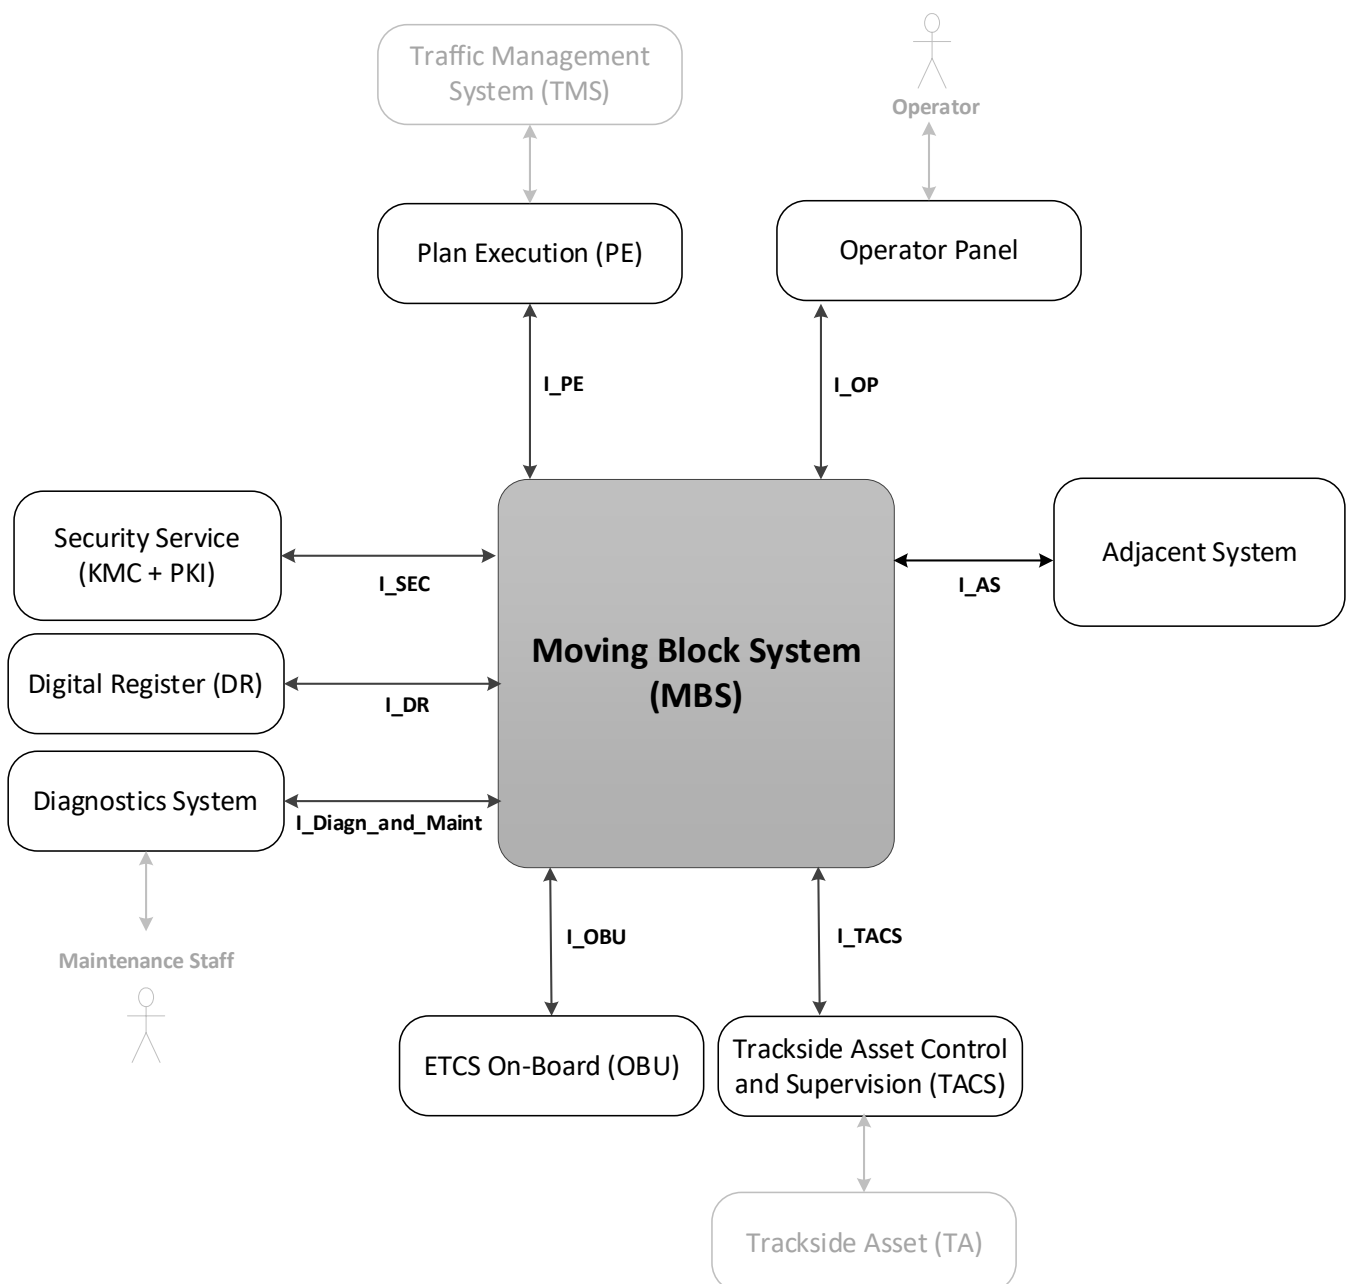 Traffic Management
System (TMS)
Operator
Plan Execution (PE)
Operator Panel
I_PE
I_OP
Security Service
(KMC + PKI)
I_SEC
Adjacent System
I_AS
Moving Block System
(MBS)
Digital Register (DR)
I_DR
Diagnostics System
I_Diagn_and_Maint
I_OBU
I_TACS
Maintenance Staff
ETCS On-Board (OBU)
Trackside Asset Control
and Supervision (TACS)
Trackside Asset (TA)